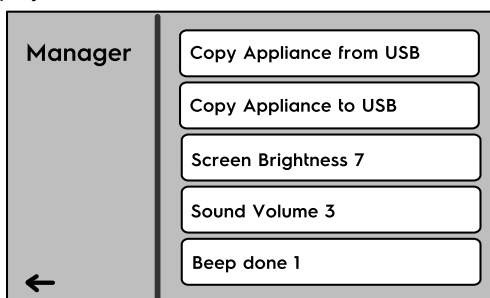 Manager
Copy Appliance from USB
Copy Appliance to USB
Screen Brightness 7
Sound Volume 3
Beep done 1